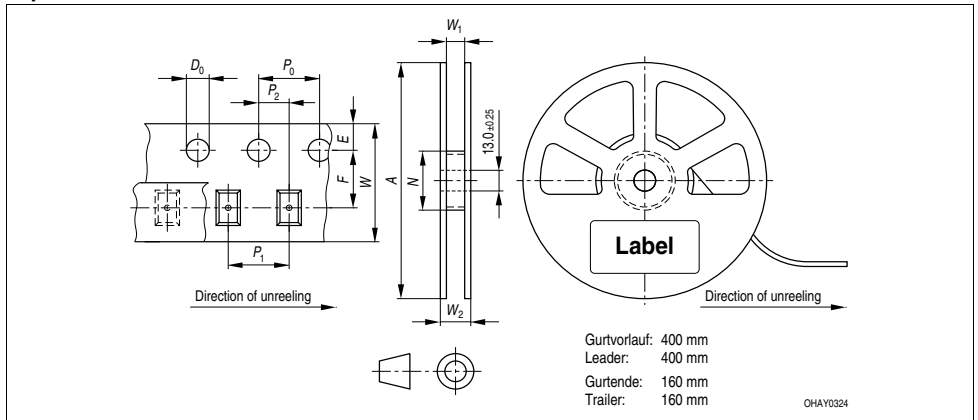 W1
D0
P0
P2
E
F
W
A
N
13.0 ±0.25
Label
P1
Direction of unreeling
W2
Direction of unreeling
Gurtvorlauf: 400 mm
Leader: 400 mm
Gurtende: 160 mm
Trailer: 160 mm
OHAY0324